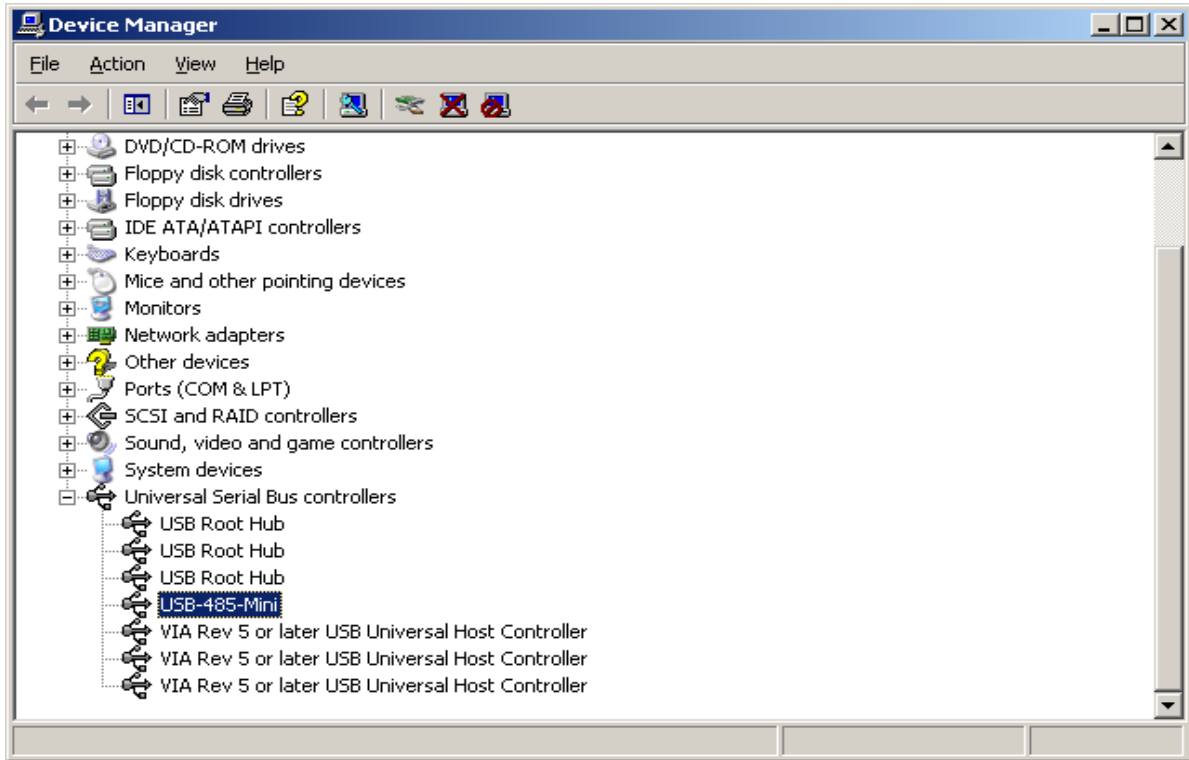 Device Manager
File Action View Help
DVD/CD-ROM drives
Floppy disk controllers
Floppy disk drives
IDE ATA/ATAPI controllers
Keyboards
Mice and other pointing devices
Monitors
Network adapters
Other devices
Ports (COM & LPT)
SCSI and RAID controllers
Sound, video and game controllers
System devices
Universal Serial Bus controllers
USB Root Hub
USB Root Hub
USB Root Hub
USB-485-Mini
VIA Rev 5 or later USB Universal Host Controller
VIA Rev 5 or later USB Universal Host Controller
VIA Rev 5 or later USB Universal Host Controller